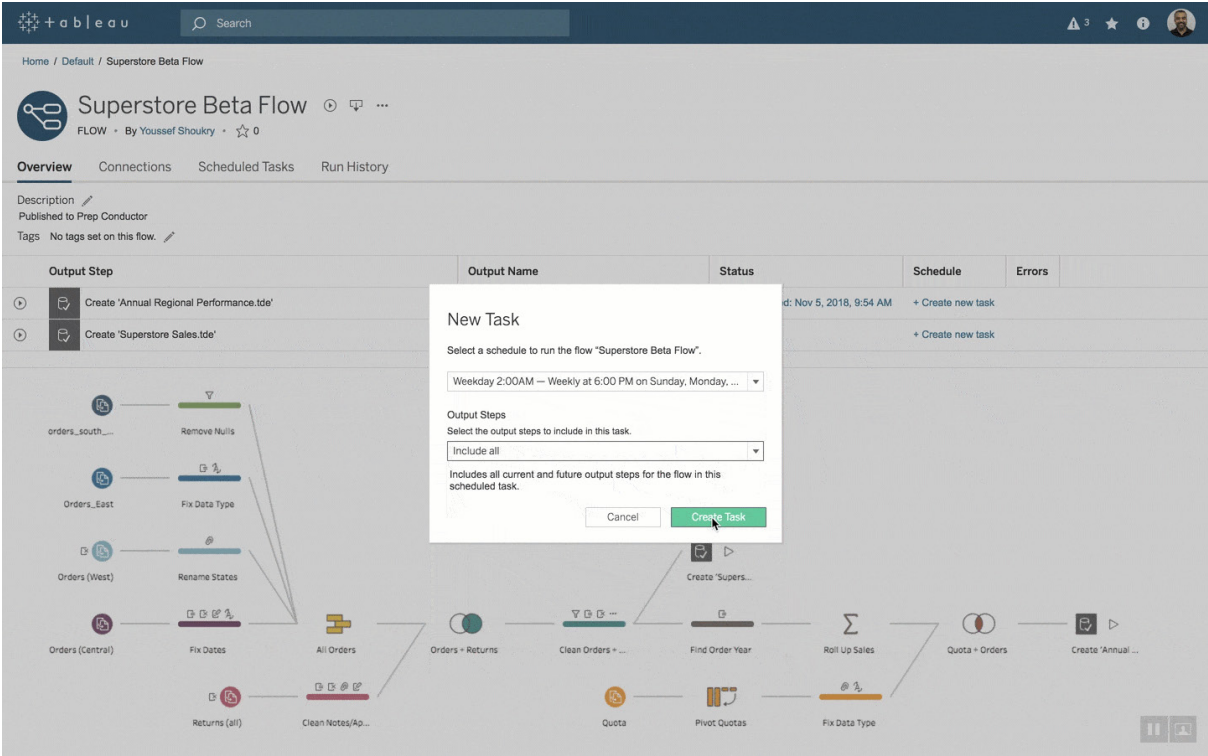 + a b | e a u
Search
3
Home / Default / Superstore Beta Flow
Superstore Beta Flow
FLOW • By Youssef Shoukry • 0
Overview Connections Scheduled Tasks Run History
Description
Published to Prep Conductor
Tags No tags set on this flow.
Output Step Output Name Status Schedule Errors
Create 'Annual Regional Performance.tde' d: Nov 5, 2018, 9:54 AM + Create new task
Create 'Superstore Sales.tde' + Create new task
New Task
Select a schedule to run the flow “Superstore Beta Flow”.
Weekday 2:00AM — Weekly at 6:00 PM on Sunday, Monday, ...
Output Steps
Select the output steps to include in this task.
Include all
Includes all current and future output steps for the flow in this
scheduled task.
Cancel Create Task
orders_south_... Remove Nulls
Orders_East Fix Data Type
Orders (West) Rename States Create 'Supers...
Orders (Central) Fix Dates All Orders Orders + Returns Clean Orders + ... Find Order Year Roll Up Sales Quota + Orders Create 'Annual ...
Returns (all) Clean Notes/Ap... Quota Pivot Quotas Fix Data Type